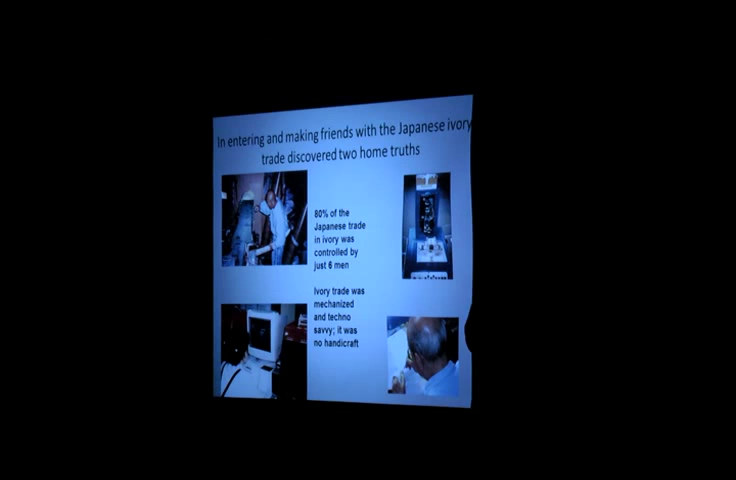 In entering and making friends with the Japanese ivory
trade discovered two home truths
80% of the
Japanese trade
in ivory was
controlled by
just 6 men
Ivory trade was
mechanized
and techno
savvy; it was
no handicraft